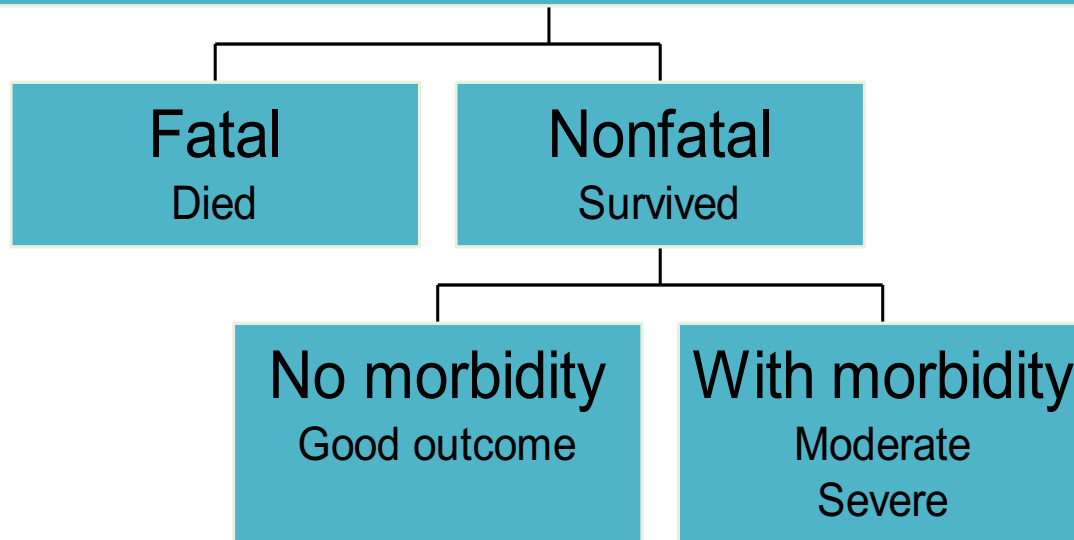 Fatal
Died
Nonfatal
Survived
No morbidity
Good outcome
With morbidity
Moderate
Severe